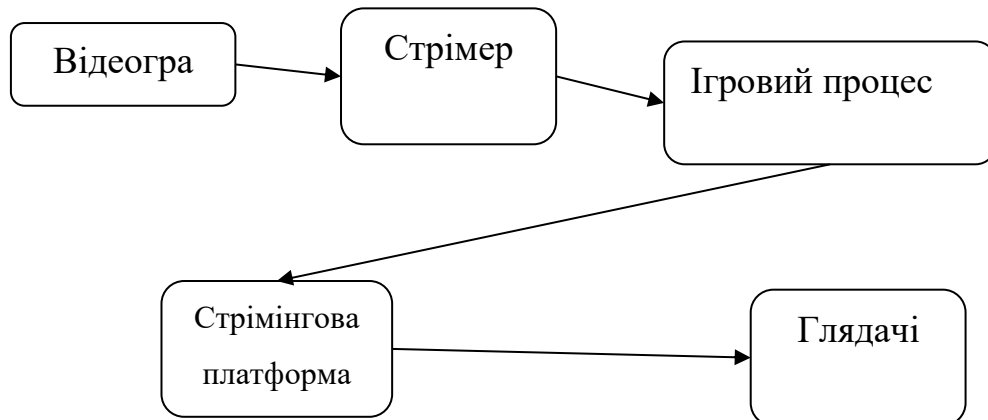 Відеогра
Стрімер
Ігровий процес
Стрімінгова
платформа
Глядачі